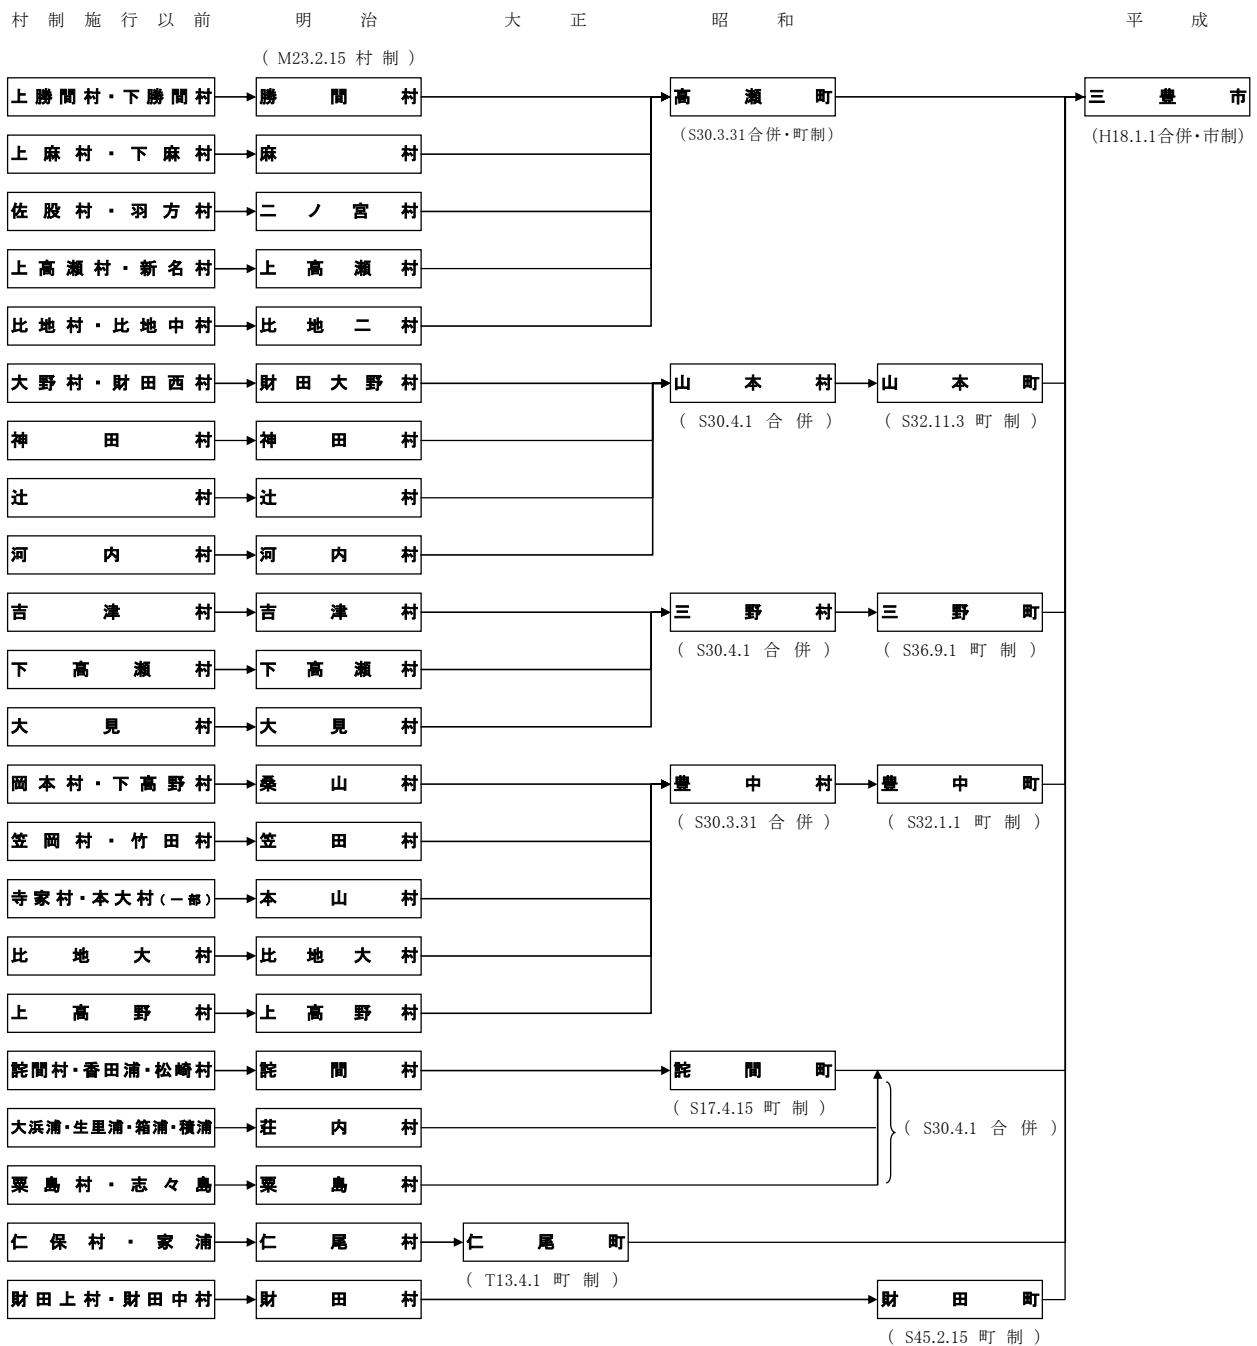 村制施行以前 明治 大正 昭和 平成
(M23.2.15 村制)
上勝間村・下勝間村 勝間村 高瀬町 三豊市
(S30.3.31合併・町制) (H18.1.1合併・市制)
上麻村・下麻村 麻村
佐股村・羽方村 二ノ宮村
上高瀬村・新名村 上高瀬村
比地村・比地中村 比地二村
大野村・財田西村 財田大野村 山本村 山本町
(S30.4.1 合併) (S32.11.3 町制)
神田村 神田村
辻村 辻村
河内村 河内村
吉津村 吉津村 三野村 三野町
(S30.4.1 合併) (S36.9.1 町制)
下高瀬村 下高瀬村
大見村 大見村
岡本村・下高野村 桑山村 豊中村 豊中町
(S30.3.31 合併) (S32.1.1 町制)
笠岡村・竹田村 笠田村
寺家村・本大村(一部) 本山村
比地大村 比地大村
上高野村 上高野村
詫間村・香田浦・松崎村 詫間村 詫間町
(S17.4.15 町制)
大浜浦・生里浦・箱浦・積浦 荘内村 (S30.4.1 合併)
粟島村・志々島 粟島村
仁保村・家浦 仁尾村 仁尾町
(T13.4.1 町制)
財田上村・財田中村 財田村 財田町
(S45.2.15 町制)